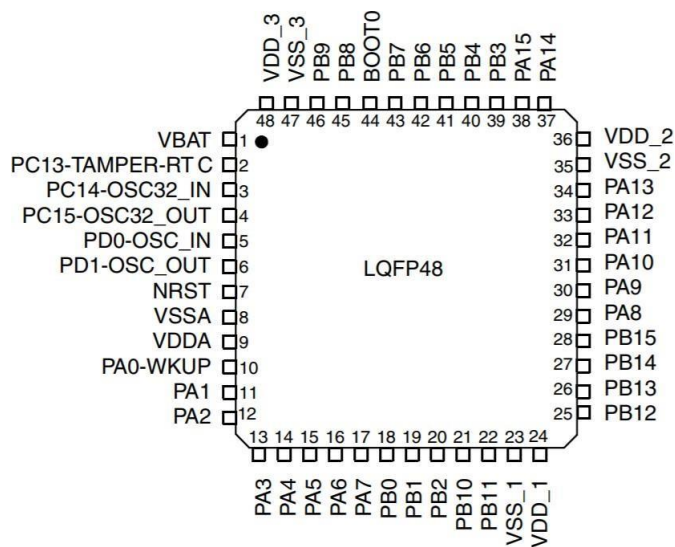 VDD_3
VSS_3
PB9
PB8
BOOT0
PB7
PB6
PB5
PB4
PB3
PA15
PA14
48 47 46 45 44 43 42 41 40 39 38 37
VBAT 1
PC13-TAMPER-RT C 2
PC14-OSC32_IN 3
PC15-OSC32_OUT 4
PD0-OSC_IN 5
PD1-OSC_OUT 6
NRST 7
VSSA 8
VDDA 9
PA0-WKUP 10
PA1 11
PA2 12
LQFP48
36 VDD_2
35 VSS_2
34 PA13
33 PA12
32 PA11
31 PA10
30 PA9
29 PA8
28 PB15
27 PB14
26 PB13
25 PB12
13 14 15 16 17 18 19 20 21 22 23 24
PA3
PA4
PA5
PA6
PA7
PB0
PB1
PB2
PB10
PB11
VSS_1
VDD_1